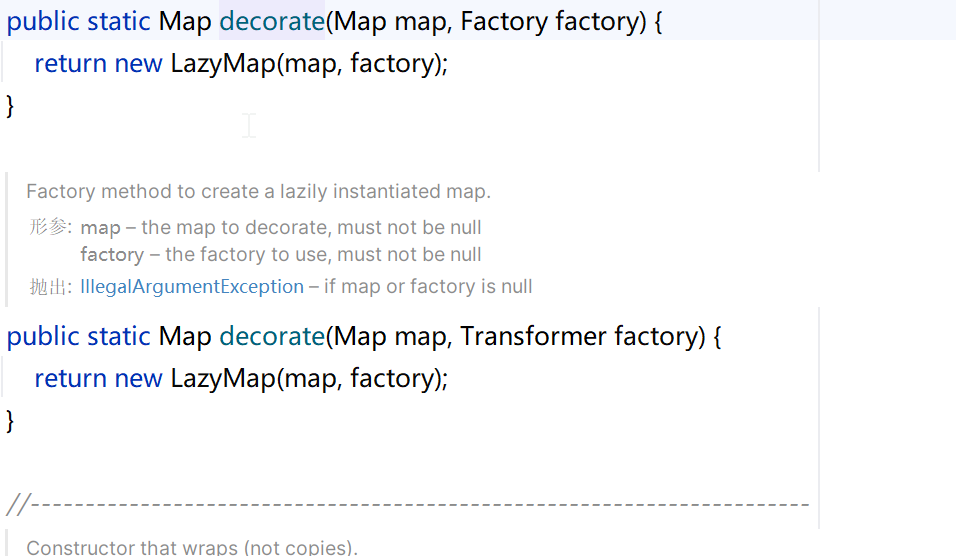 public static Map decorate(Map map, Factory factory) {
return new LazyMap(map, factory);
}
Factory method to create a lazily instantiated map.
形参: map – the map to decorate, must not be null
factory – the factory to use, must not be null
抛出: IllegalArgumentException – if map or factory is null
public static Map decorate(Map map, Transformer factory) {
return new LazyMap(map, factory);
}
//-----------------------------------------------------------------------
Constructor that wraps (not copies).